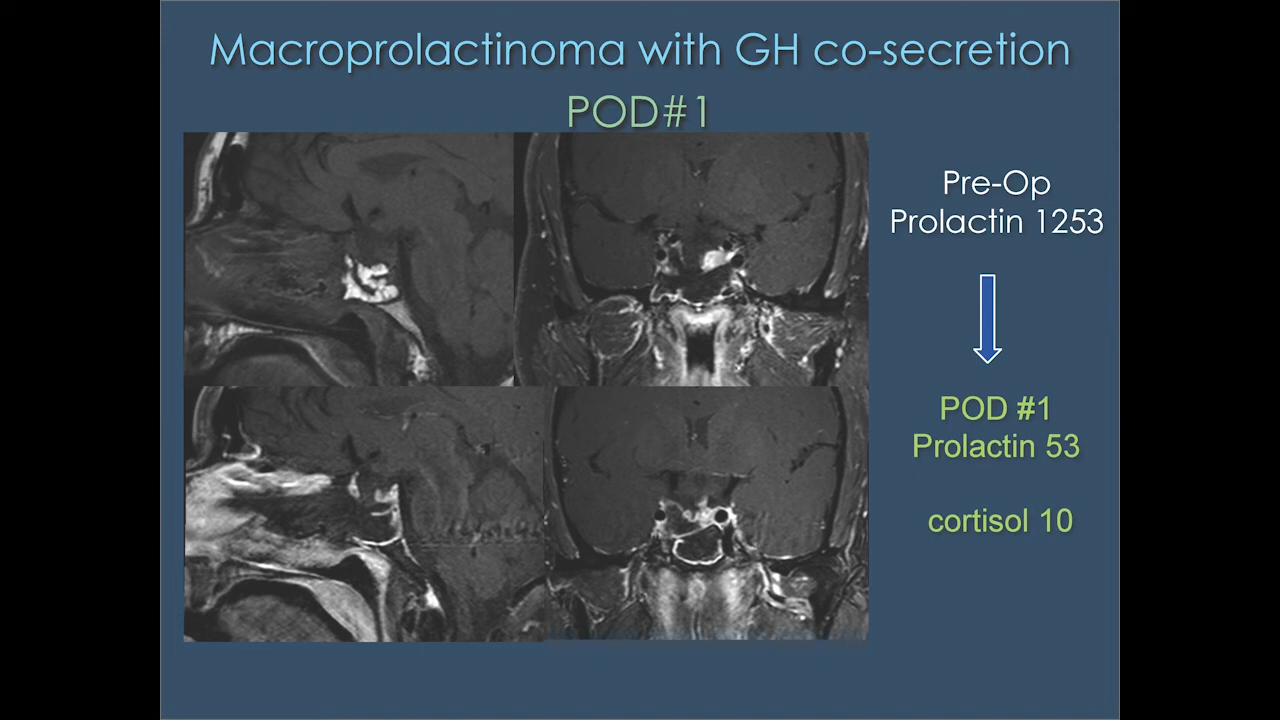 Macroprolactinoma with GH co-secretion
POD#1
Pre-Op
Prolactin 1253
POD #1
Prolactin 53
cortisol 10